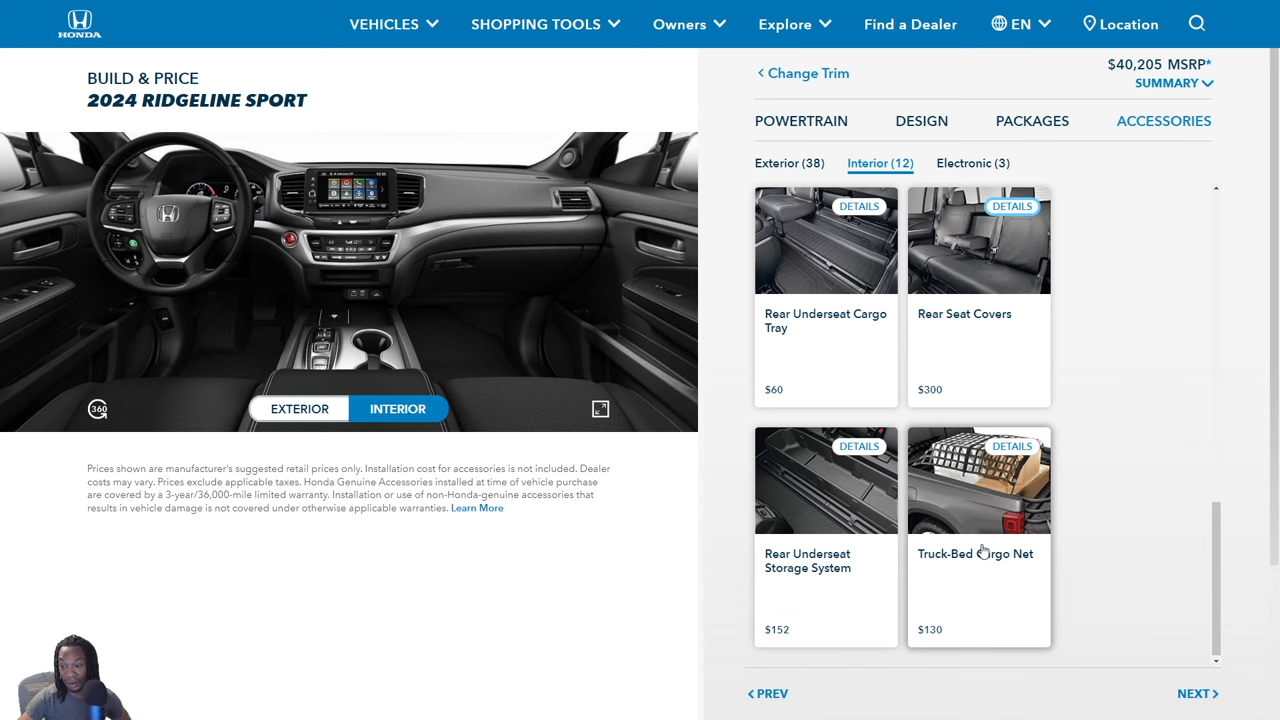 HONDA
VEHICLES
SHOPPING TOOLS
Owners
Explore
Find a Dealer
EN
Location
BUILD & PRICE
2024 RIDGELINE SPORT
360
EXTERIOR
INTERIOR
Prices shown are manufacturer's suggested retail prices only. Installation cost for accessories is not included. Dealer
costs may vary. Prices exclude applicable taxes. Honda Genuine Accessories installed at time of vehicle purchase
are covered by a 3-year/36,000-mile limited warranty. Installation or use of non-Honda-genuine accessories that
results in vehicle damage is not covered under otherwise applicable warranties. Learn More
Change Trim
$40,205 MSRP*
SUMMARY
POWERTRAIN
DESIGN
PACKAGES
ACCESSORIES
Exterior (38)
Interior (12)
Electronic (3)
DETAILS
Rear Underseat Cargo
Tray
$60
DETAILS
Rear Seat Covers
$300
DETAILS
Rear Underseat
Storage System
$152
DETAILS
Truck-Bed Cargo Net
$130
PREV
NEXT